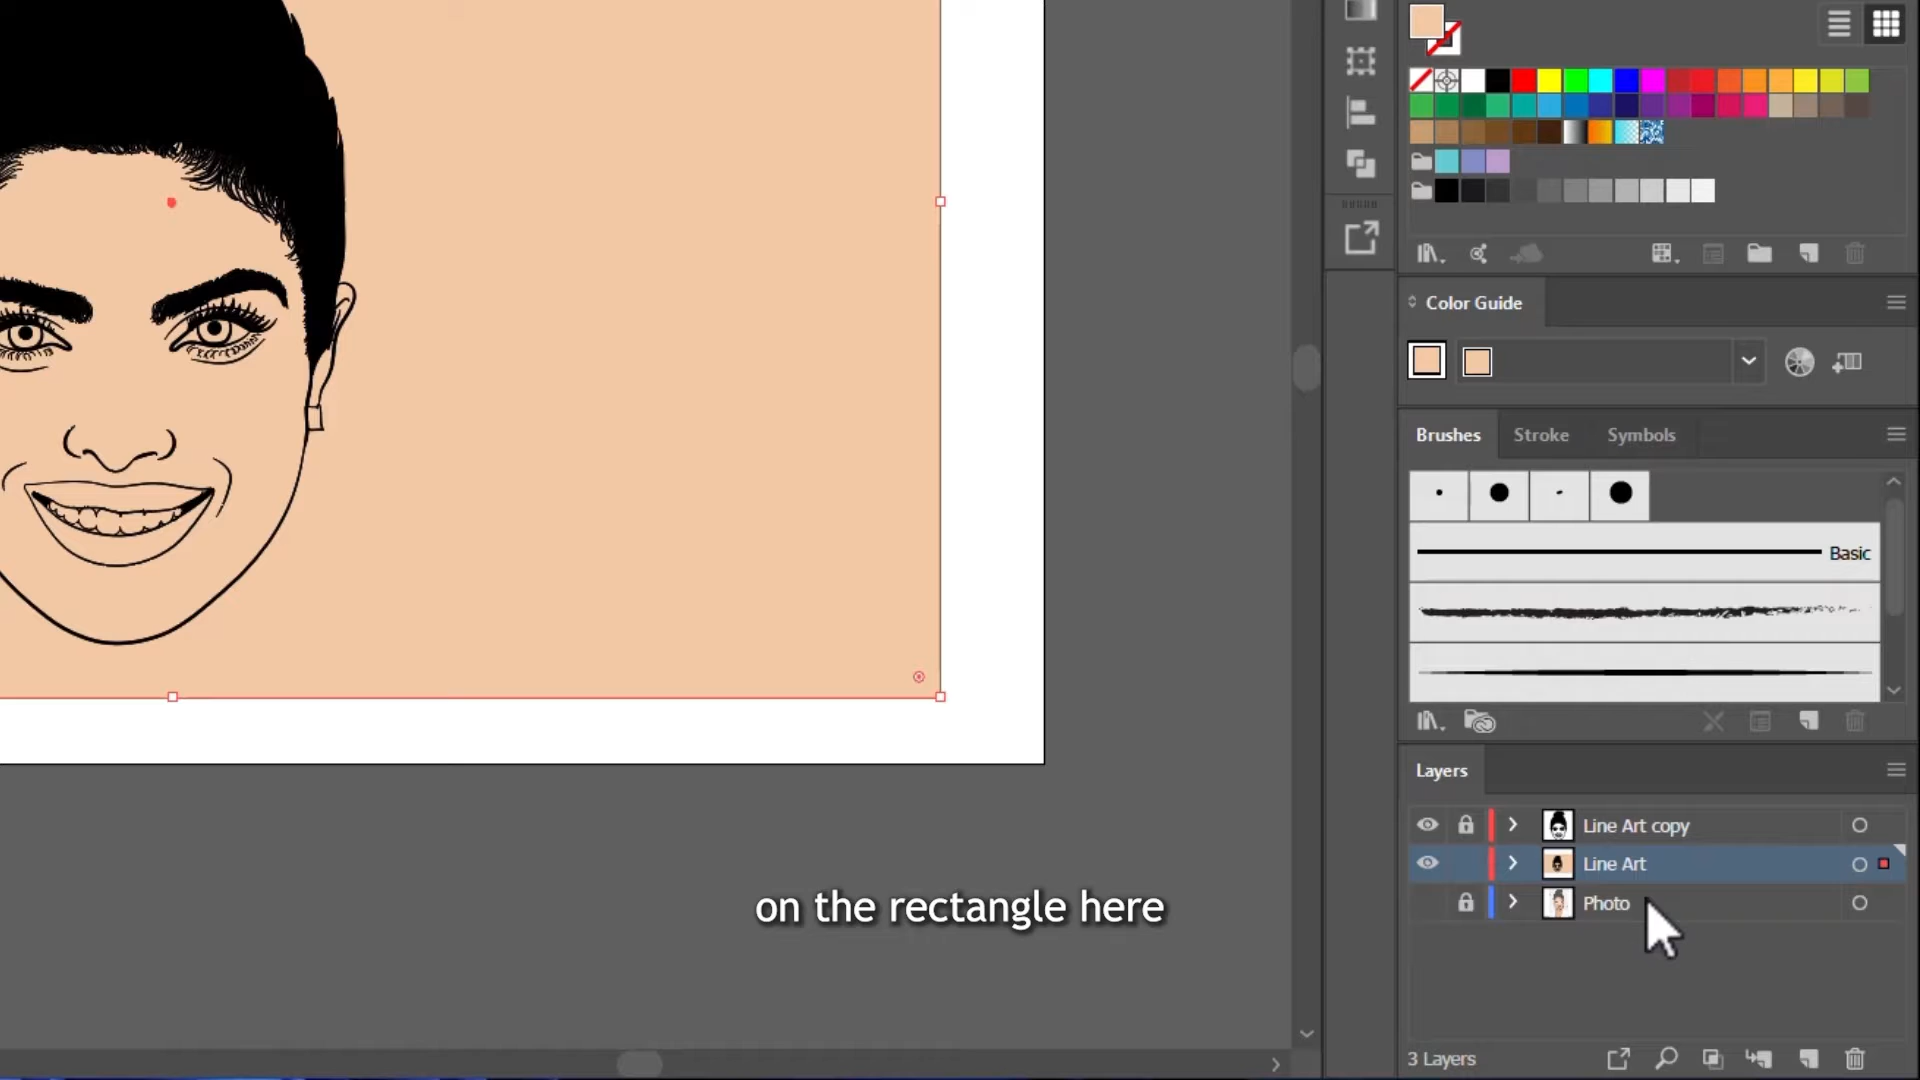 Color Guide
Brushes Stroke Symbols
Basic
Layers
Line Art copy
Line Art
Photo
on the rectangle here
3 Layers